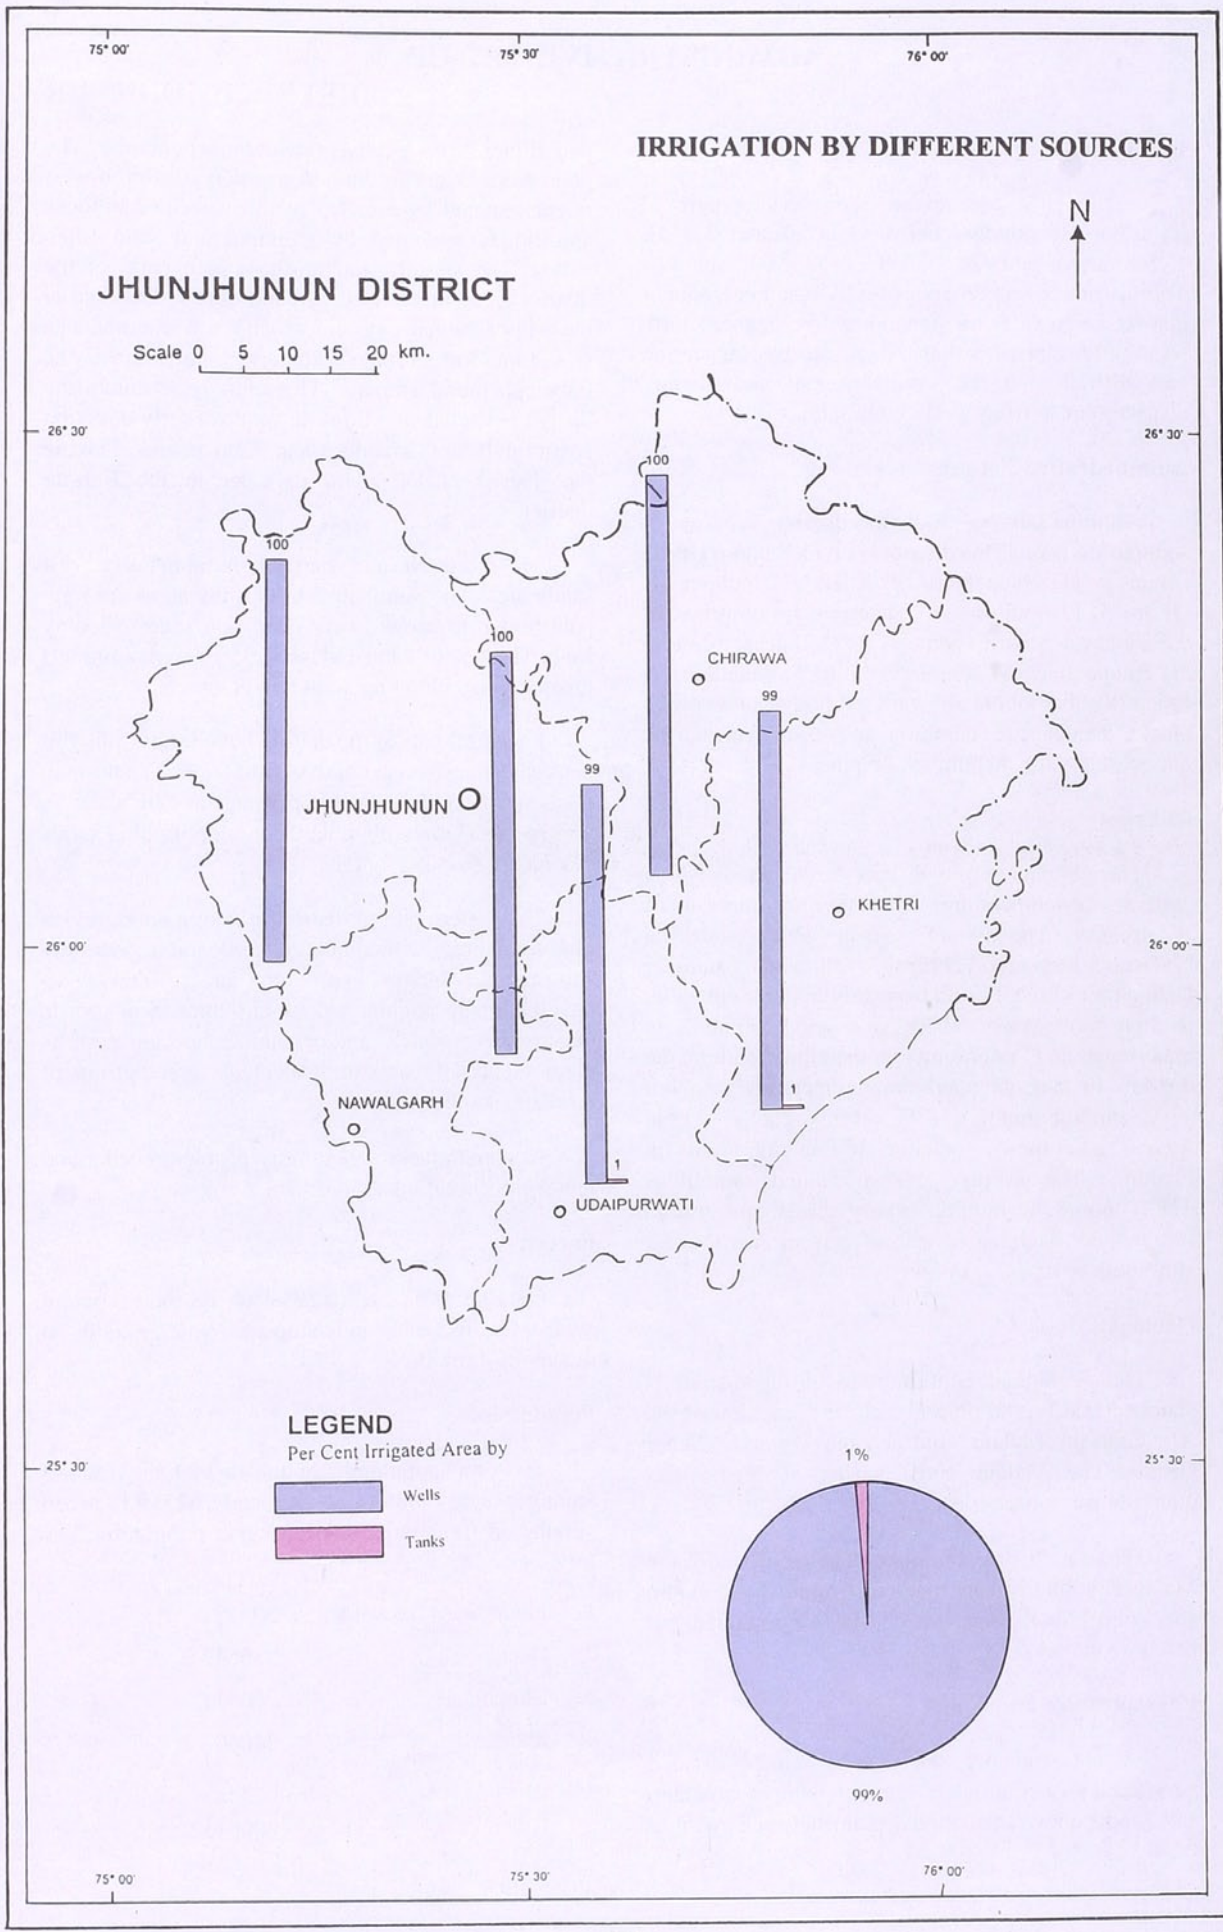 75° 00'
75° 30'
76° 00'
IRRIGATION BY DIFFERENT SOURCES
N
JHUNJHUNUN DISTRICT
Scale 0 5 10 15 20 km.
26° 30'
26° 30'
100
100
100
CHIRAWA
99
99
JHUNJHUNUN
KHETRI
26° 00'
26° 00'
1
NAWALGARH
1
UDAIPURWATI
LEGEND
Per Cent Irrigated Area by
Wells
Tanks
25° 30'
25° 30'
1%
99%
75° 00'
75° 30'
76° 00'